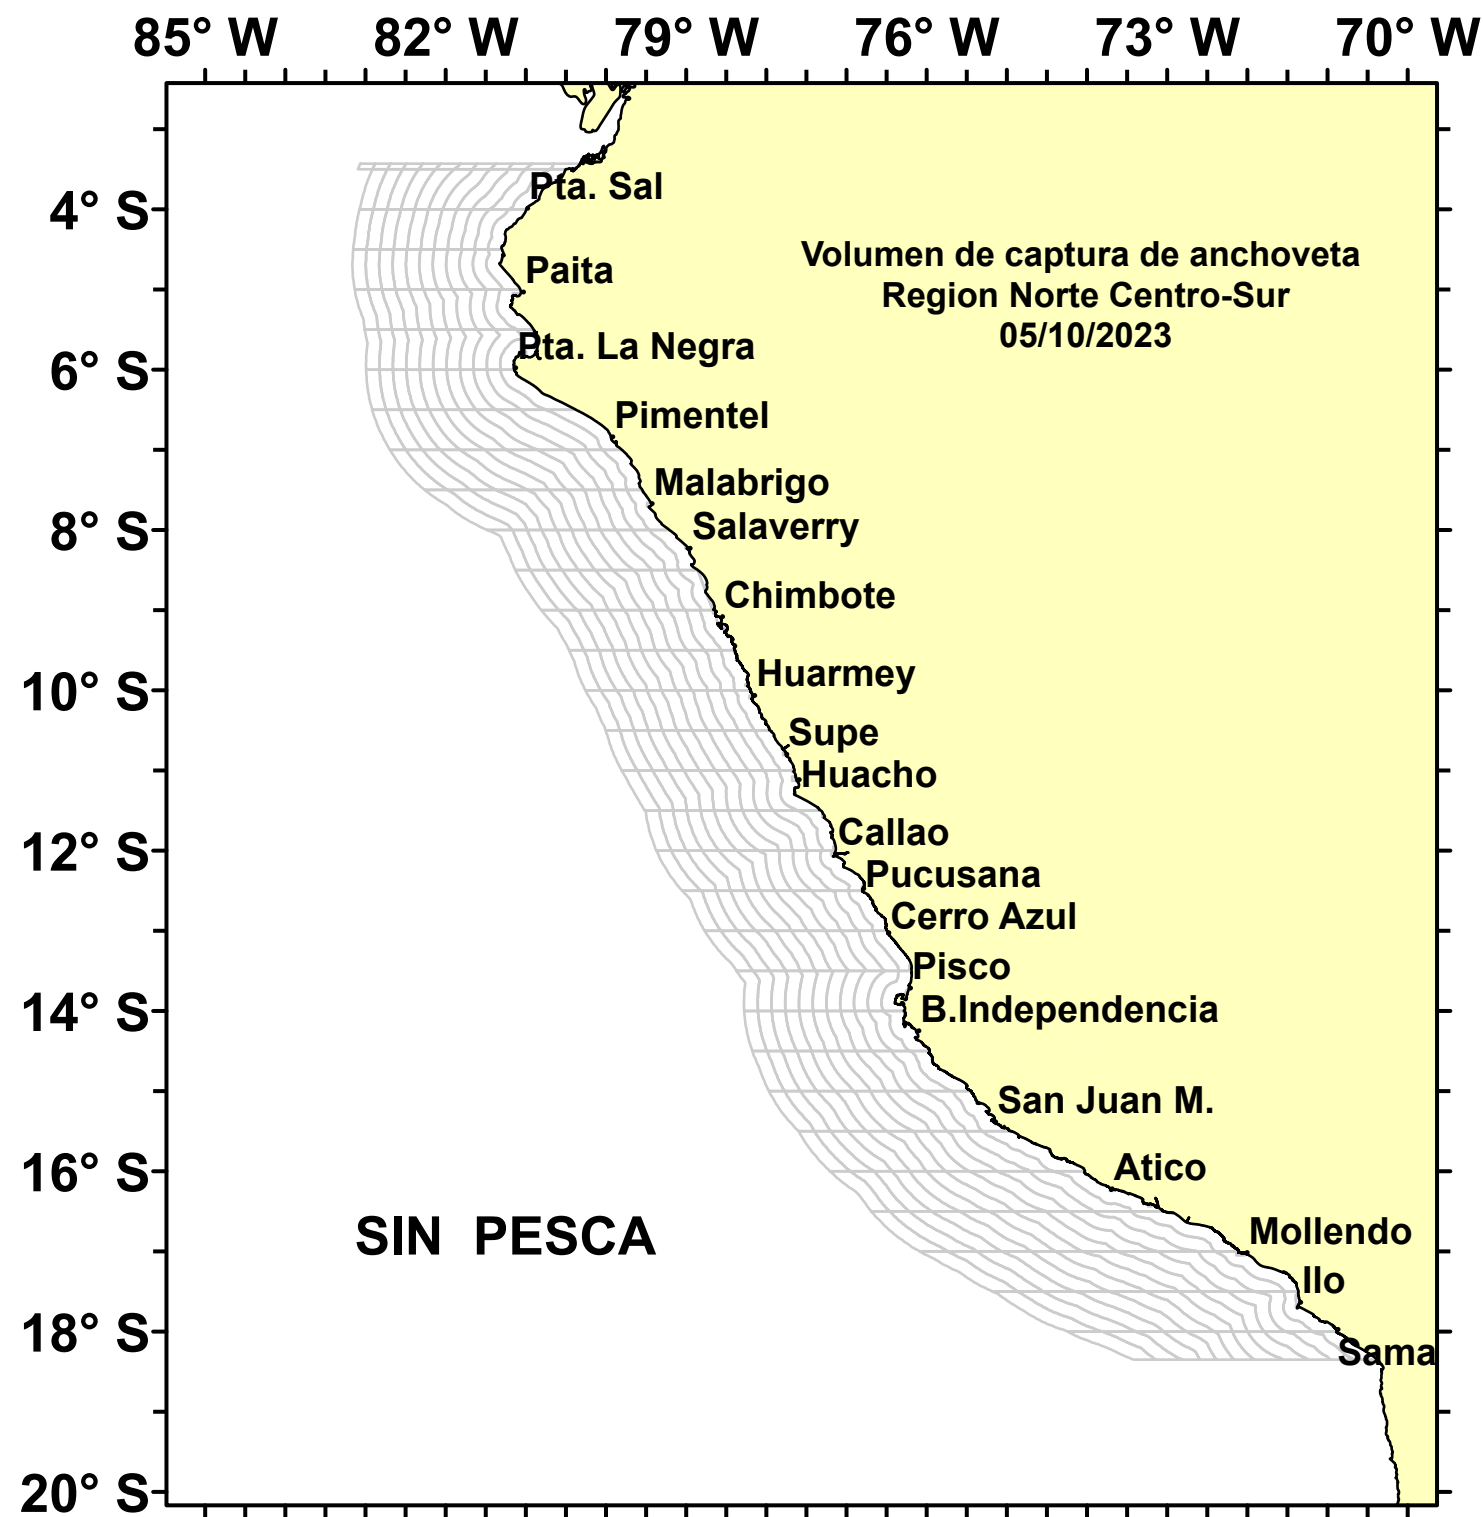 85° W 82° W 79° W 76° W 73° W 70° W
4° S
6° S
8° S
10° S
12° S
14° S
16° S
18° S
20° S
Volumen de captura de anchoveta
Region Norte Centro-Sur
05/10/2023
Pta. Sal
Paita
Pta. La Negra
Pimentel
Malabrigo
Salaverry
Chimbote
Huarmey
Supe
Huacho
Callao
Pucusana
Cerro Azul
Pisco
B.Independencia
San Juan M.
Atico
Mollendo
Ilo
Sama
SIN PESCA